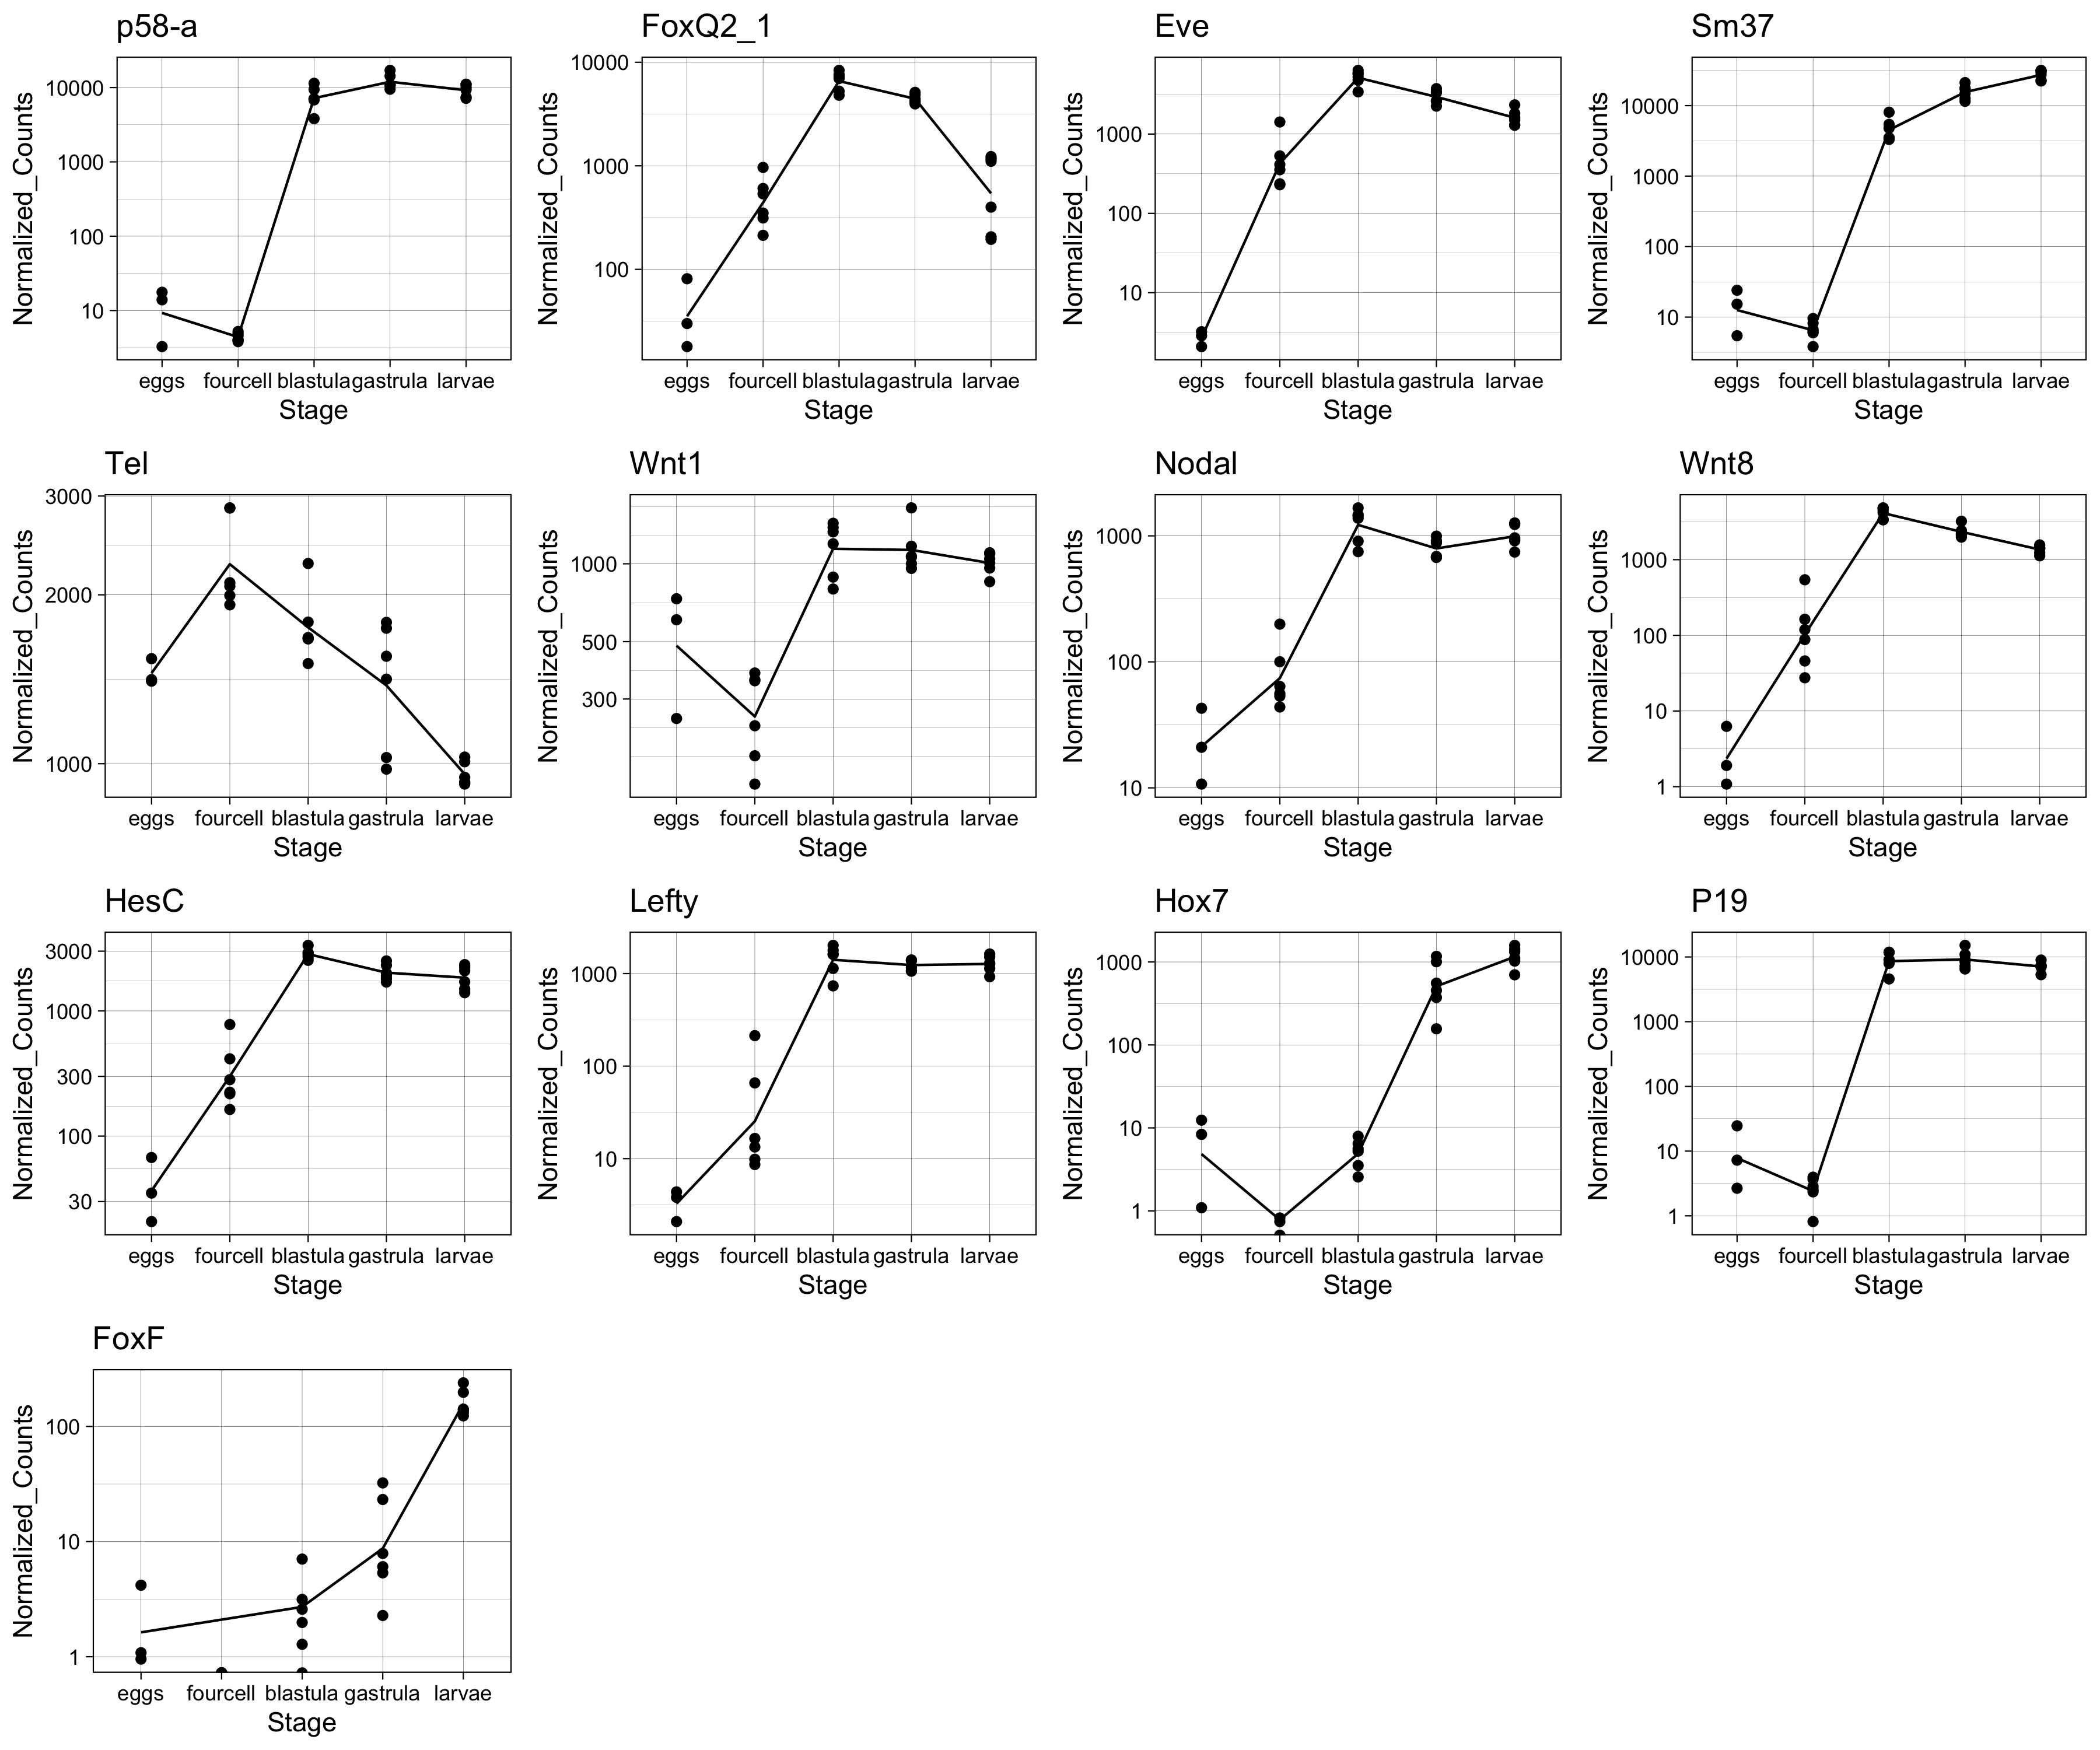 p58-a
Normalized_Counts
10000
1000
100
10
eggs fourcell blastula gastrula larvae
Stage
FoxQ2_1
Normalized_Counts
10000
1000
100
eggs fourcell blastula gastrula larvae
Stage
Eve
Normalized_Counts
1000
100
10
eggs fourcell blastula gastrula larvae
Stage
Sm37
Normalized_Counts
10000
1000
100
10
eggs fourcell blastula gastrula larvae
Stage
Tel
Normalized_Counts
3000
2000
1000
eggs fourcell blastula gastrula larvae
Stage
Wnt1
Normalized_Counts
1000
500
300
eggs fourcell blastula gastrula larvae
Stage
Nodal
Normalized_Counts
1000
100
10
eggs fourcell blastula gastrula larvae
Stage
Wnt8
Normalized_Counts
1000
100
10
1
eggs fourcell blastula gastrula larvae
Stage
HesC
Normalized_Counts
3000
1000
300
100
30
eggs fourcell blastula gastrula larvae
Stage
Lefty
Normalized_Counts
1000
100
10
eggs fourcell blastula gastrula larvae
Stage
Hox7
Normalized_Counts
1000
100
10
1
eggs fourcell blastula gastrula larvae
Stage
P19
Normalized_Counts
10000
1000
100
10
1
eggs fourcell blastula gastrula larvae
Stage
FoxF
Normalized_Counts
100
10
1
eggs fourcell blastula gastrula larvae
Stage